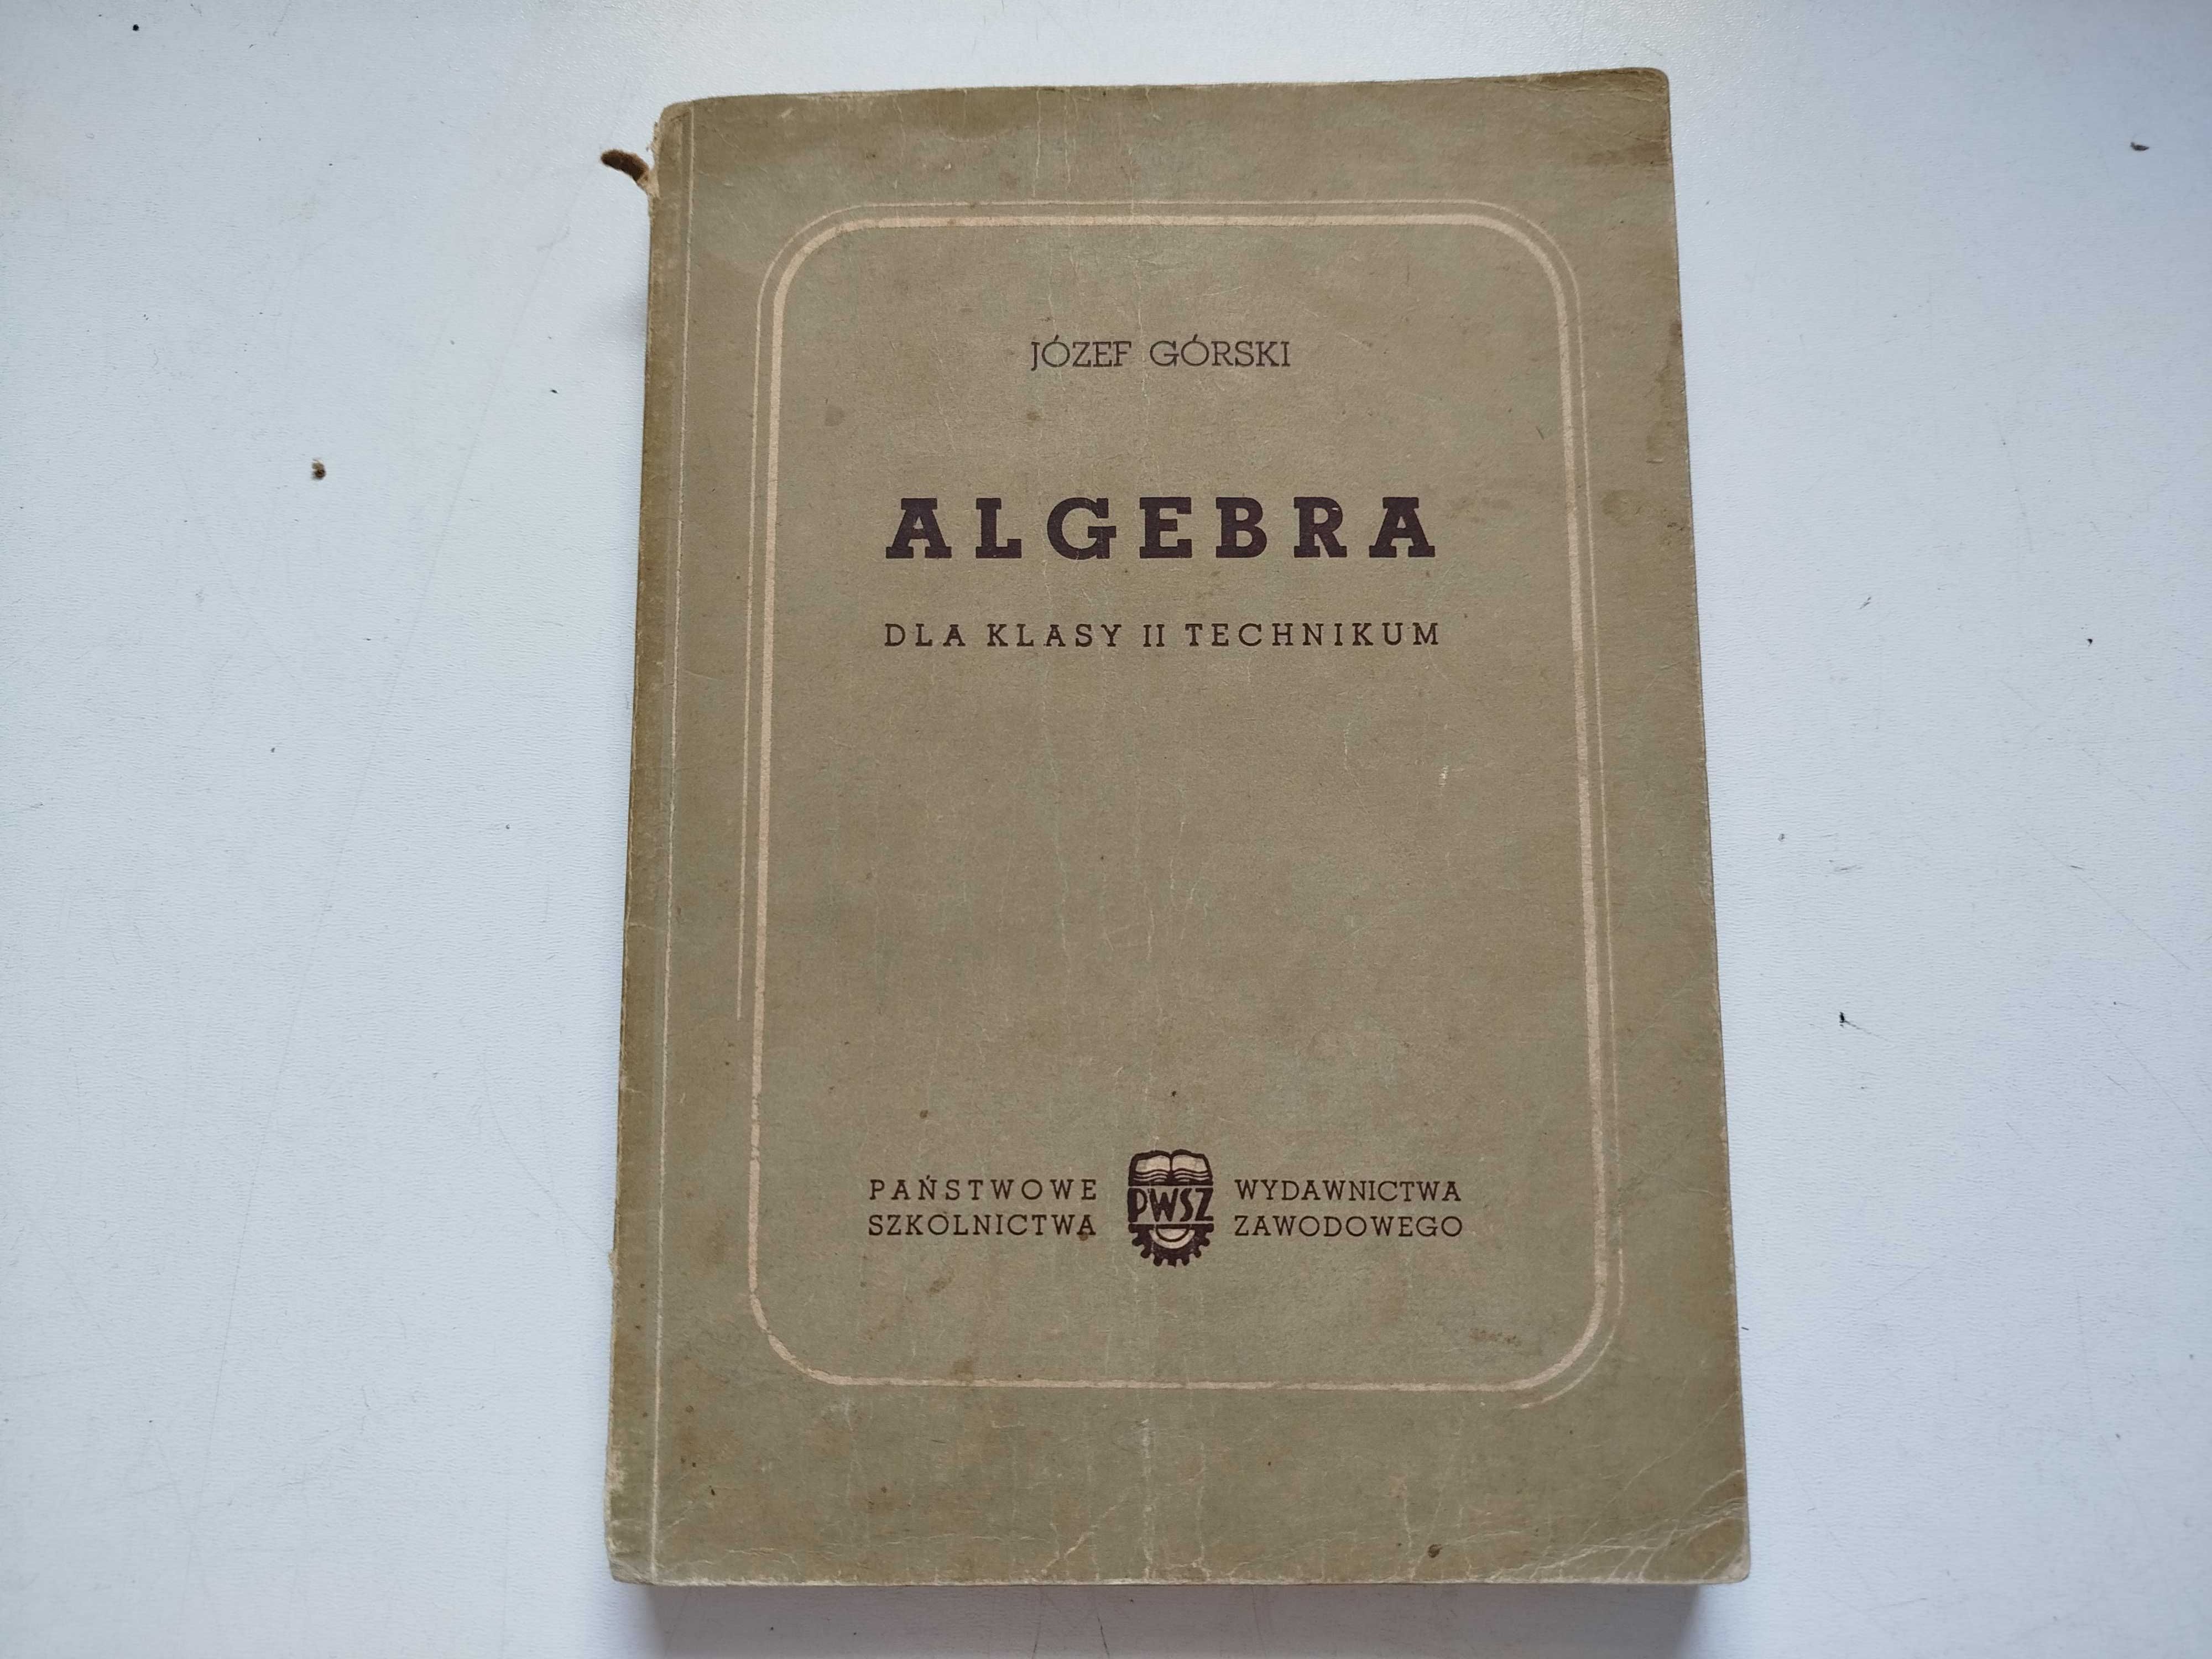 JÓZEF GÓRSKI
ALGEBRA
DLA KLASY II TECHNIKUM
PAŃSTWOWE WYDAWNICTWA
SZKOLNICTWA ZAWODOWEGO
PWSZ